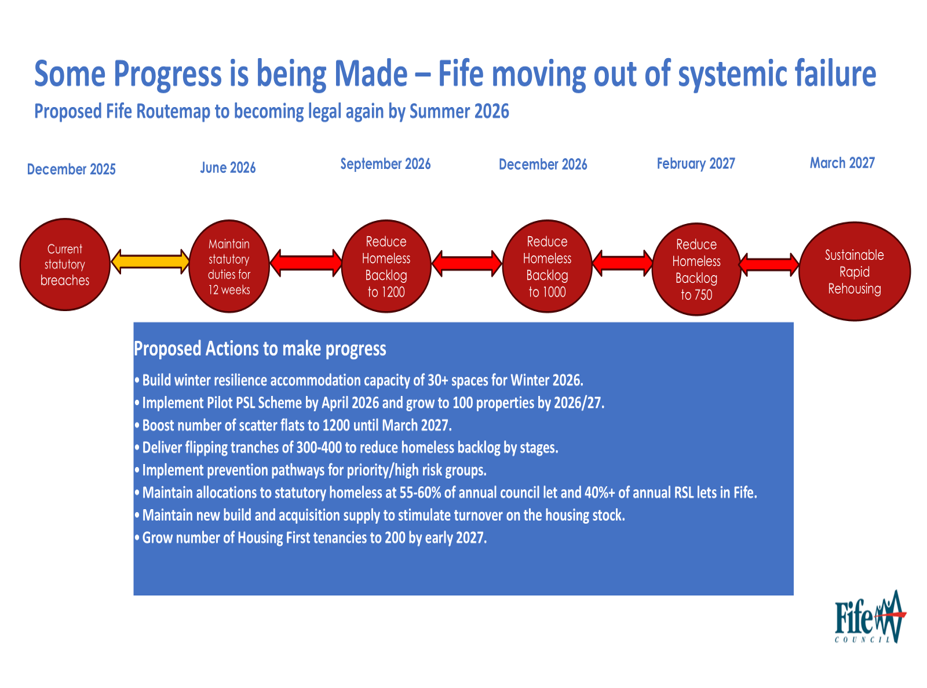 Some Progress is being Made – Fife moving out of systemic failure
Proposed Fife Routemap to becoming legal again by Summer 2026
December 2025
June 2026
September 2026
December 2026
February 2027
March 2027
Current
statutory
breaches
Maintain
statutory
duties for
12 weeks
Reduce
Homeless
Backlog
to 1200
Reduce
Homeless
Backlog
to 1000
Reduce
Homeless
Backlog
to 750
Sustainable
Rapid
Rehousing
Proposed Actions to make progress
• Build winter resilience accommodation capacity of 30+ spaces for Winter 2026.
• Implement Pilot PSL Scheme by April 2026 and grow to 100 properties by 2026/27.
• Boost number of scatter flats to 1200 until March 2027.
• Deliver flipping tranches of 300-400 to reduce homeless backlog by stages.
• Implement prevention pathways for priority/high risk groups.
• Maintain allocations to statutory homeless at 55-60% of annual council let and 40%+ of annual RSL lets in Fife.
• Maintain new build and acquisition supply to stimulate turnover on the housing stock.
• Grow number of Housing First tenancies to 200 by early 2027.
Fife
COUNCIL